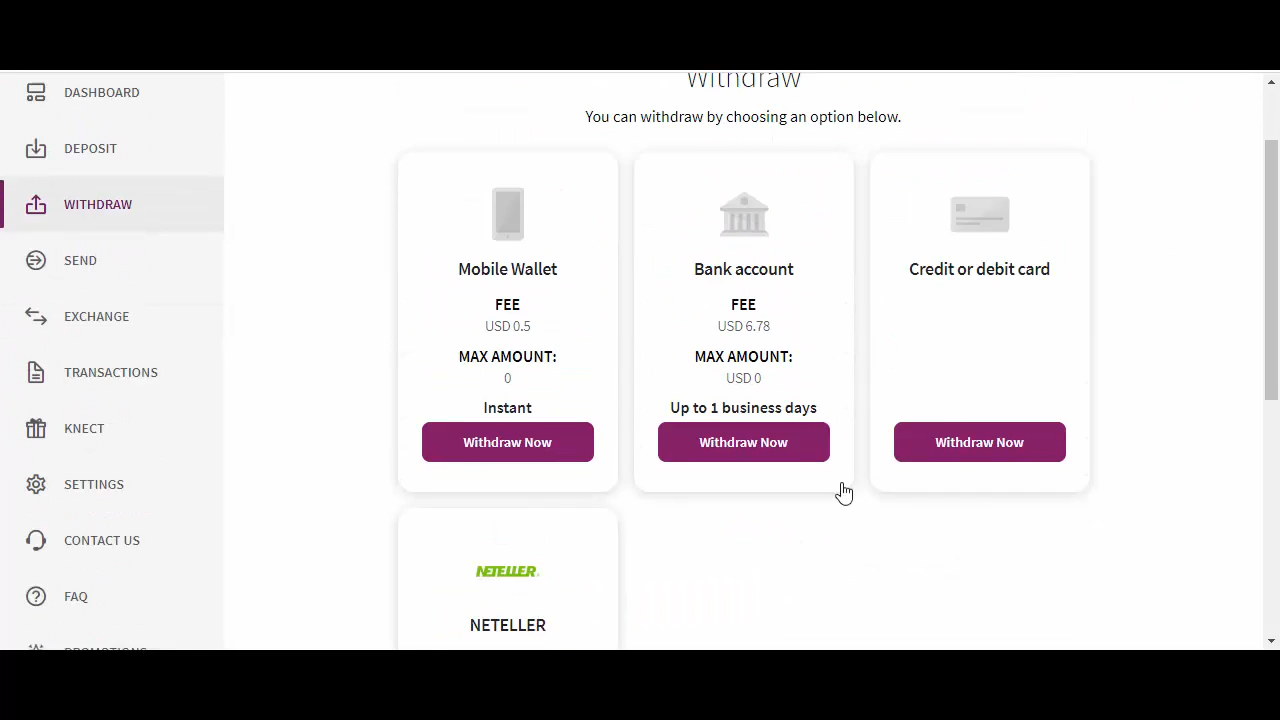 DASHBOARD
DEPOSIT
WITHDRAW
SEND
EXCHANGE
TRANSACTIONS
KNECT
SETTINGS
CONTACT US
FAQ
PROMOTIONS
Withdraw
You can withdraw by choosing an option below.
Mobile Wallet
FEE
USD 0.5
MAX AMOUNT:
0
Instant
Withdraw Now
Bank account
FEE
USD 6.78
MAX AMOUNT:
USD 0
Up to 1 business days
Withdraw Now
Credit or debit card
Withdraw Now
NETELLER
NETELLER